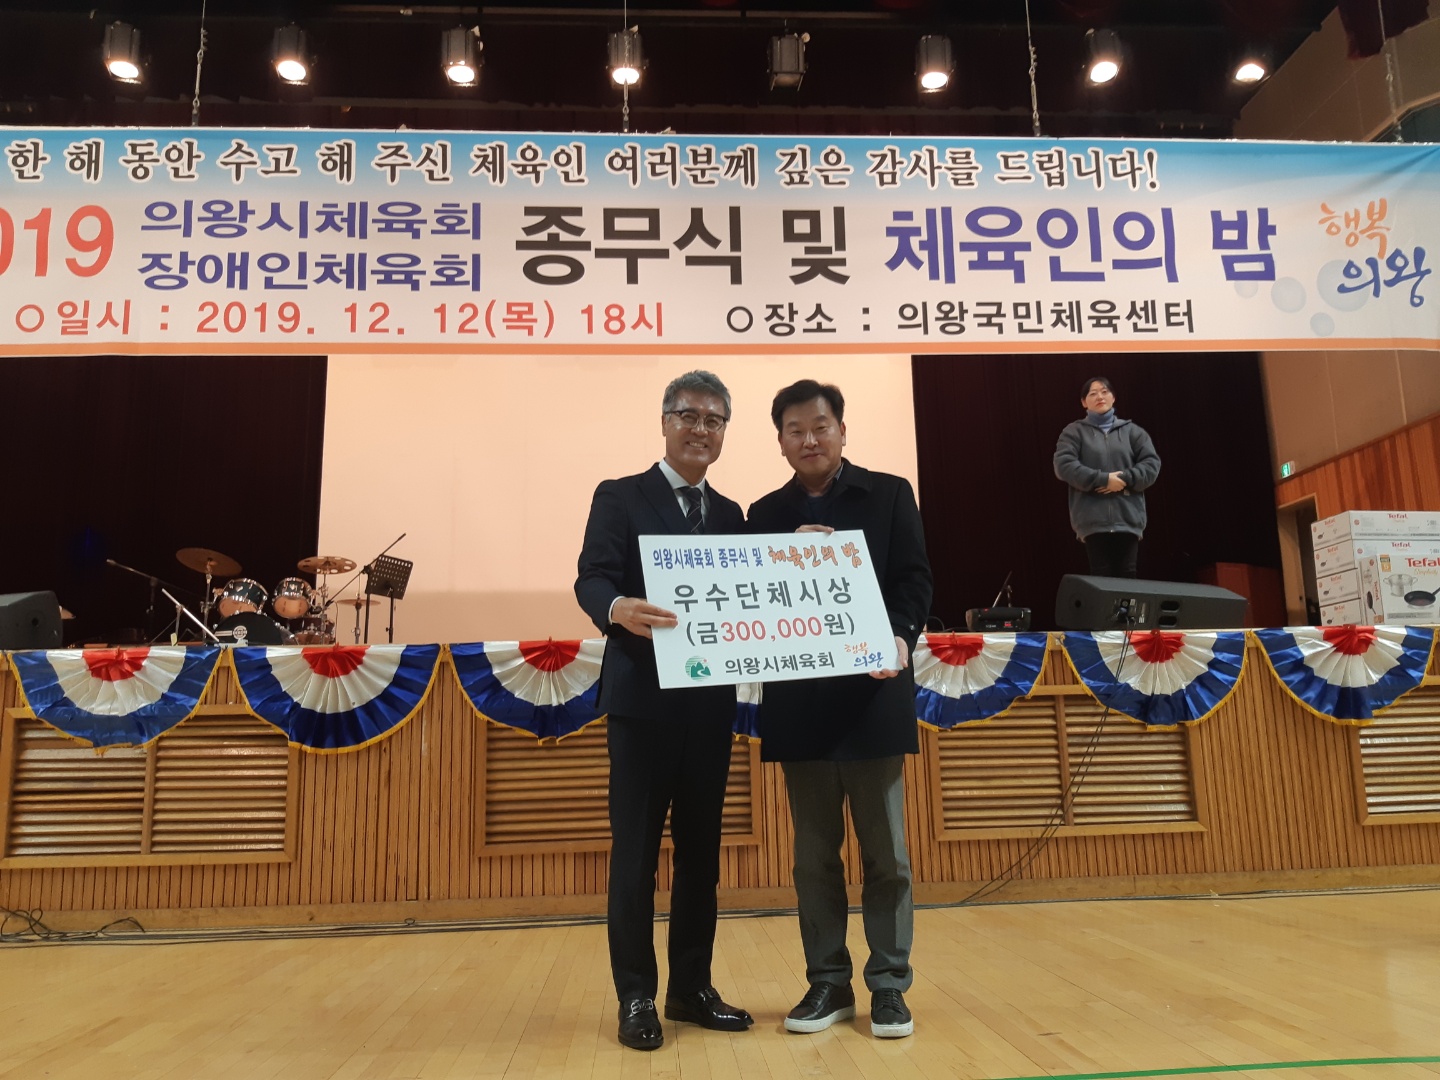 한 해 동안 수고 해 주신 체육인 여러분께 깊은 감사를 드립니다!
019 의왕시체육회 장애인체육회 종무식 및 체육인의 밤
행복 의왕
○일시 : 2019. 12. 12(목) 18시 ○장소 : 의왕국민체육센터
의왕시체육회 종무식 및 체육인의 밤
우수단체시상
(금300,000원)
의왕시체육회 행복 의왕
Tefal
Tefal
Tefal